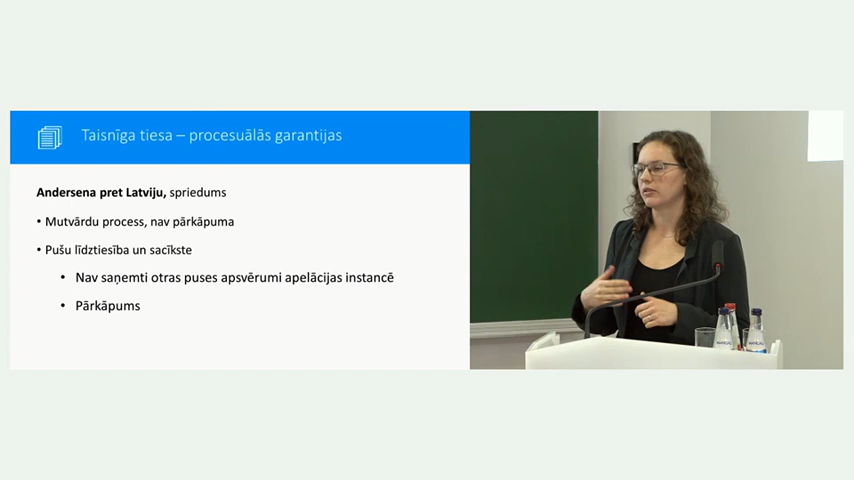 Taisnīga tiesa – procesuālās garantijas
Andersena pret Latviju, spriedums
• Mutvārdu process, nav pārkāpuma
• Pušu līdztiesība un sacīkste
• Nav saņemti otras puses apsvērumi apelācijas instancē
• Pārkāpums